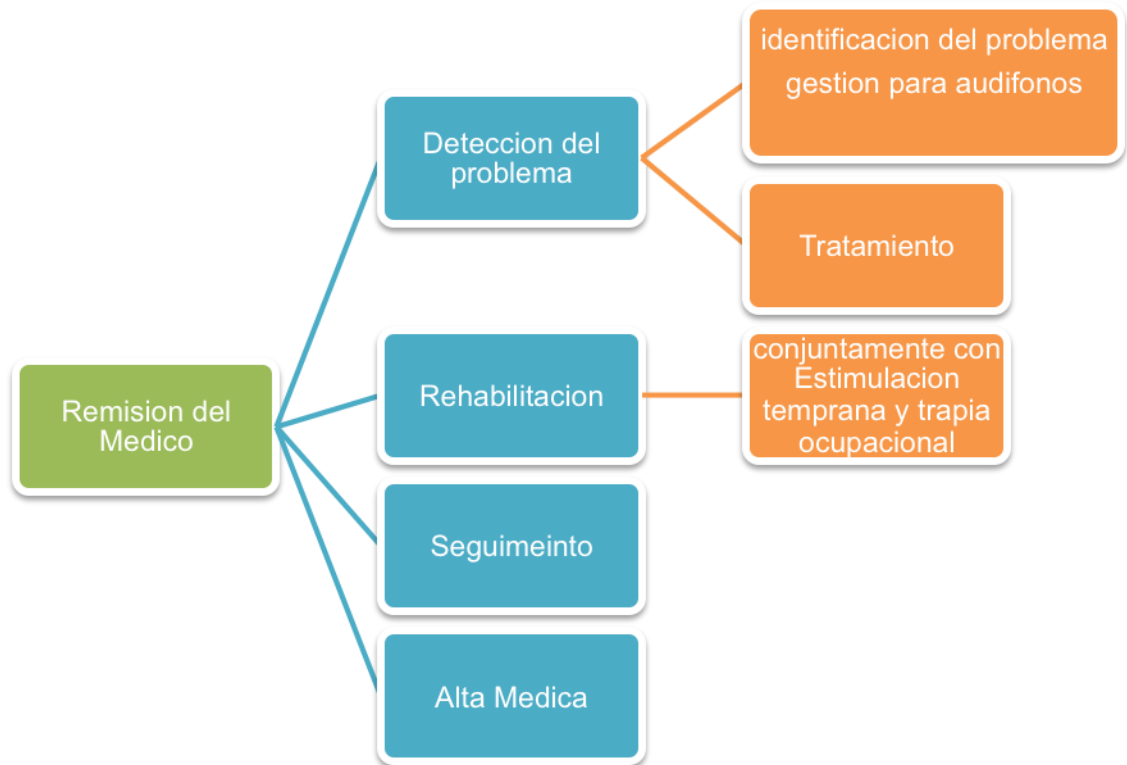 Remision del
Medico
Deteccion del
problema
identificacion del problema
gestion para audifonos
Tratamiento
Rehabilitacion
conjuntamente con
Estimulacion
temprana y trapia
ocupacional
Seguimeinto
Alta Medica